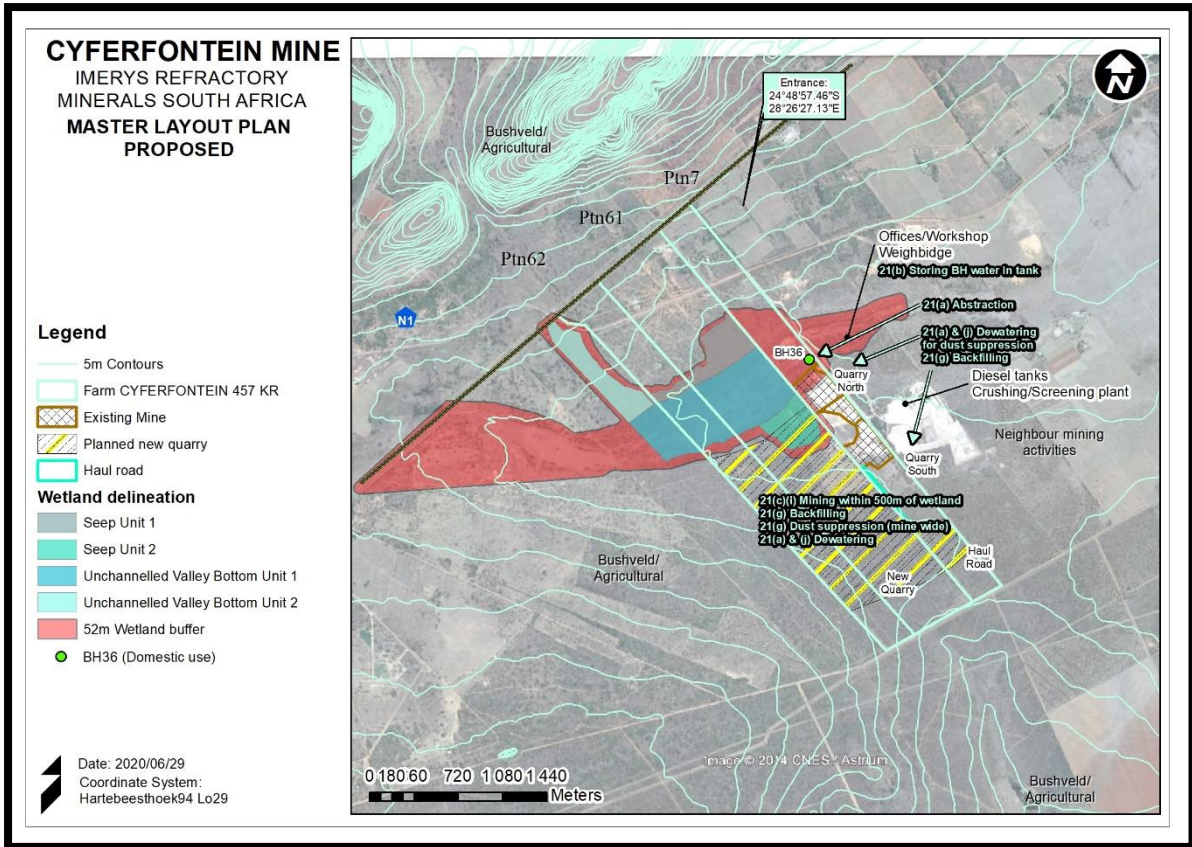 CYFERFONTEIN MINE
IMERYS REFRACTORY
MINERALS SOUTH AFRICA
MASTER LAYOUT PLAN
PROPOSED
Legend
5m Contours
Farm CYFERFONTEIN 457 KR
Existing Mine
Planned new quarry
Haul road
Wetland delineation
Seep Unit 1
Seep Unit 2
Unchannelled Valley Bottom Unit 1
Unchannelled Valley Bottom Unit 2
52m Wetland buffer
BH36 (Domestic use)
Date: 2020/06/29
Coordinate System:
Hartebeesthoek94 Lo29
N
Entrance:
24°48'57.46"S
28°26'27.13"E
Bushveld/
Agricultural
Ptn7
Ptn61
Ptn62
N1
Offices/Workshop
Weighbidge
21(b) Storing BH water in tank
21(a) Abstraction
21(a) & (j) Dewatering
for dust suppression
21(g) Backfilling
BH36
Quarry
North
Diesel tanks
Crushing/Screening plant
Neighbour mining
activities
Quarry
South
21(c)(i) Mining within 500m of wetland
21(g) Backfilling
21(g) Dust suppression (mine wide)
21(a) & (j) Dewatering
Bushveld/
Agricultural
Haul
Road
New
Quarry
Image © 2014 CNES / Astrium
0 180 60 720 1 080 1 440
Meters
Bushveld/
Agricultural